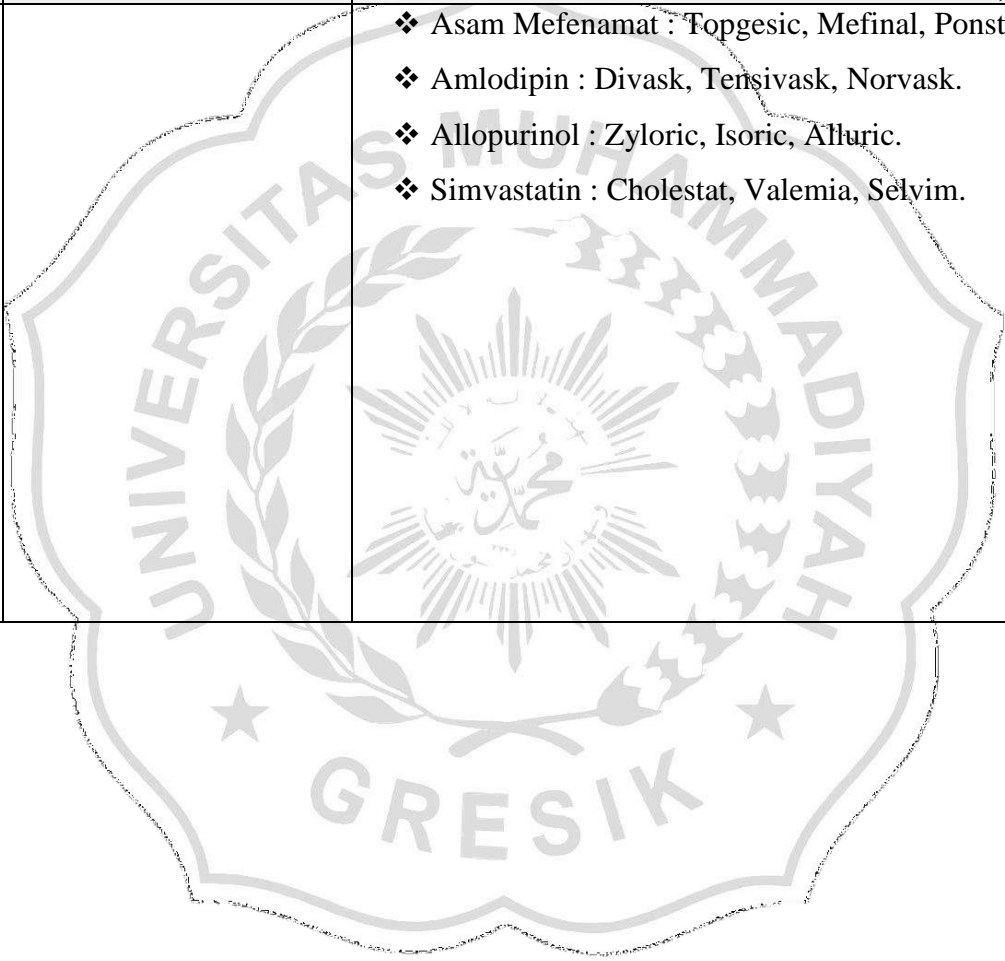 ❖ Asam Mefenamat : Topgesic, Mefinal, Ponst
❖ Amlodipin : Divask, Tensivask, Norvask.
❖ Allopurinol : Zyloric, Isoric, Alluric.
❖ Simvastatin : Cholestat, Valemia, Selvim.
UNIVERSITAS MUHAMMADIYAH
محمدية
GRESIK